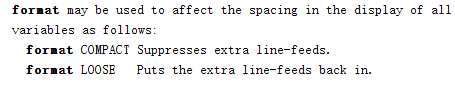 format may be used to affect the spacing in the display of all
variables as follows:
format COMPACT Suppresses extra line-feeds.
format LOOSE   Puts the extra line-feeds back in.